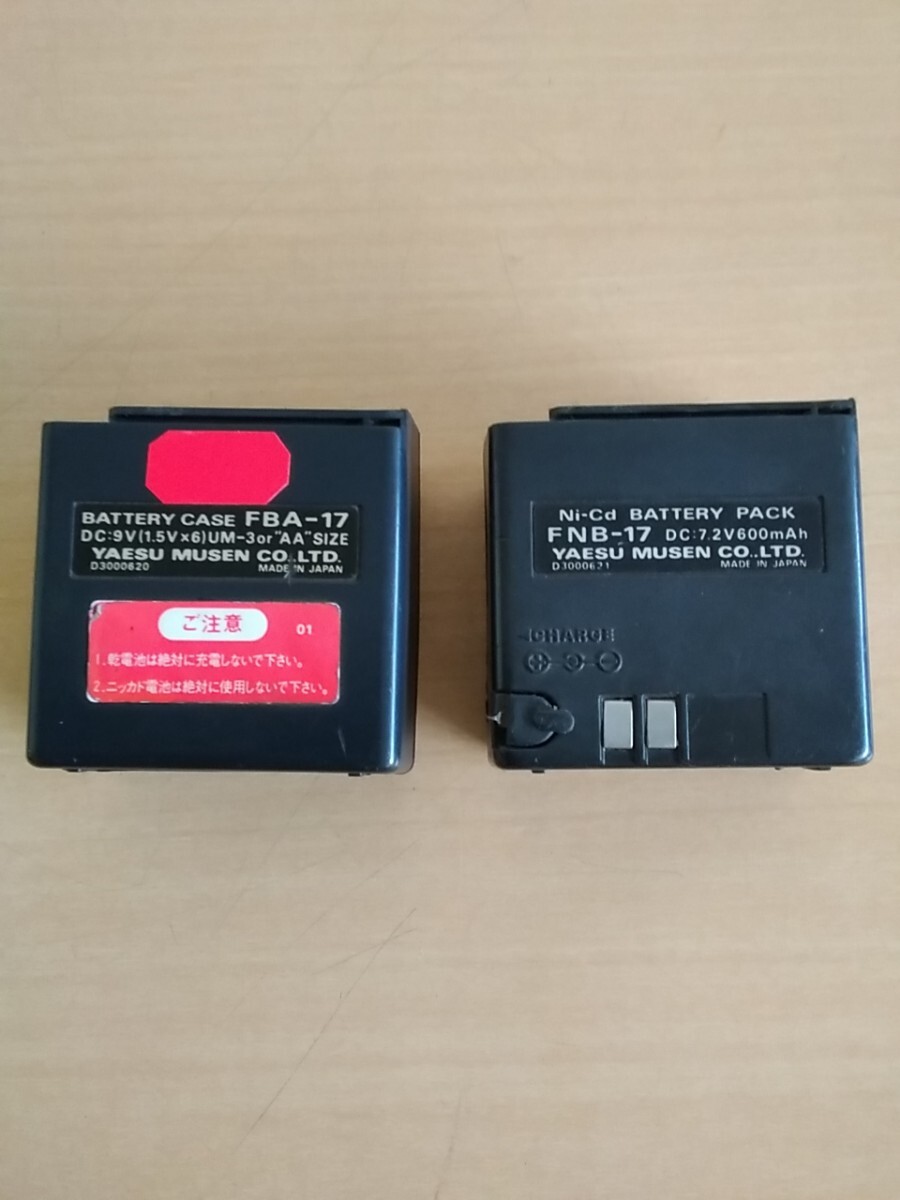 BATTERY CASE FBA-17
DC:9V(1.5V×6)UM-3or"AA"SIZE
YAESU MUSEN CO.,LTD.
D3000620 MADE IN JAPAN
ご注意 01
1.乾電池は絶対に充電しないで下さい。
2.ニッカド電池は絶対に使用しないで下さい。
Ni-Cd BATTERY PACK
FNB-17 DC:7.2V600mAh
YAESU MUSEN CO.,LTD.
D3000621 MADE IN JAPAN
CHARGE